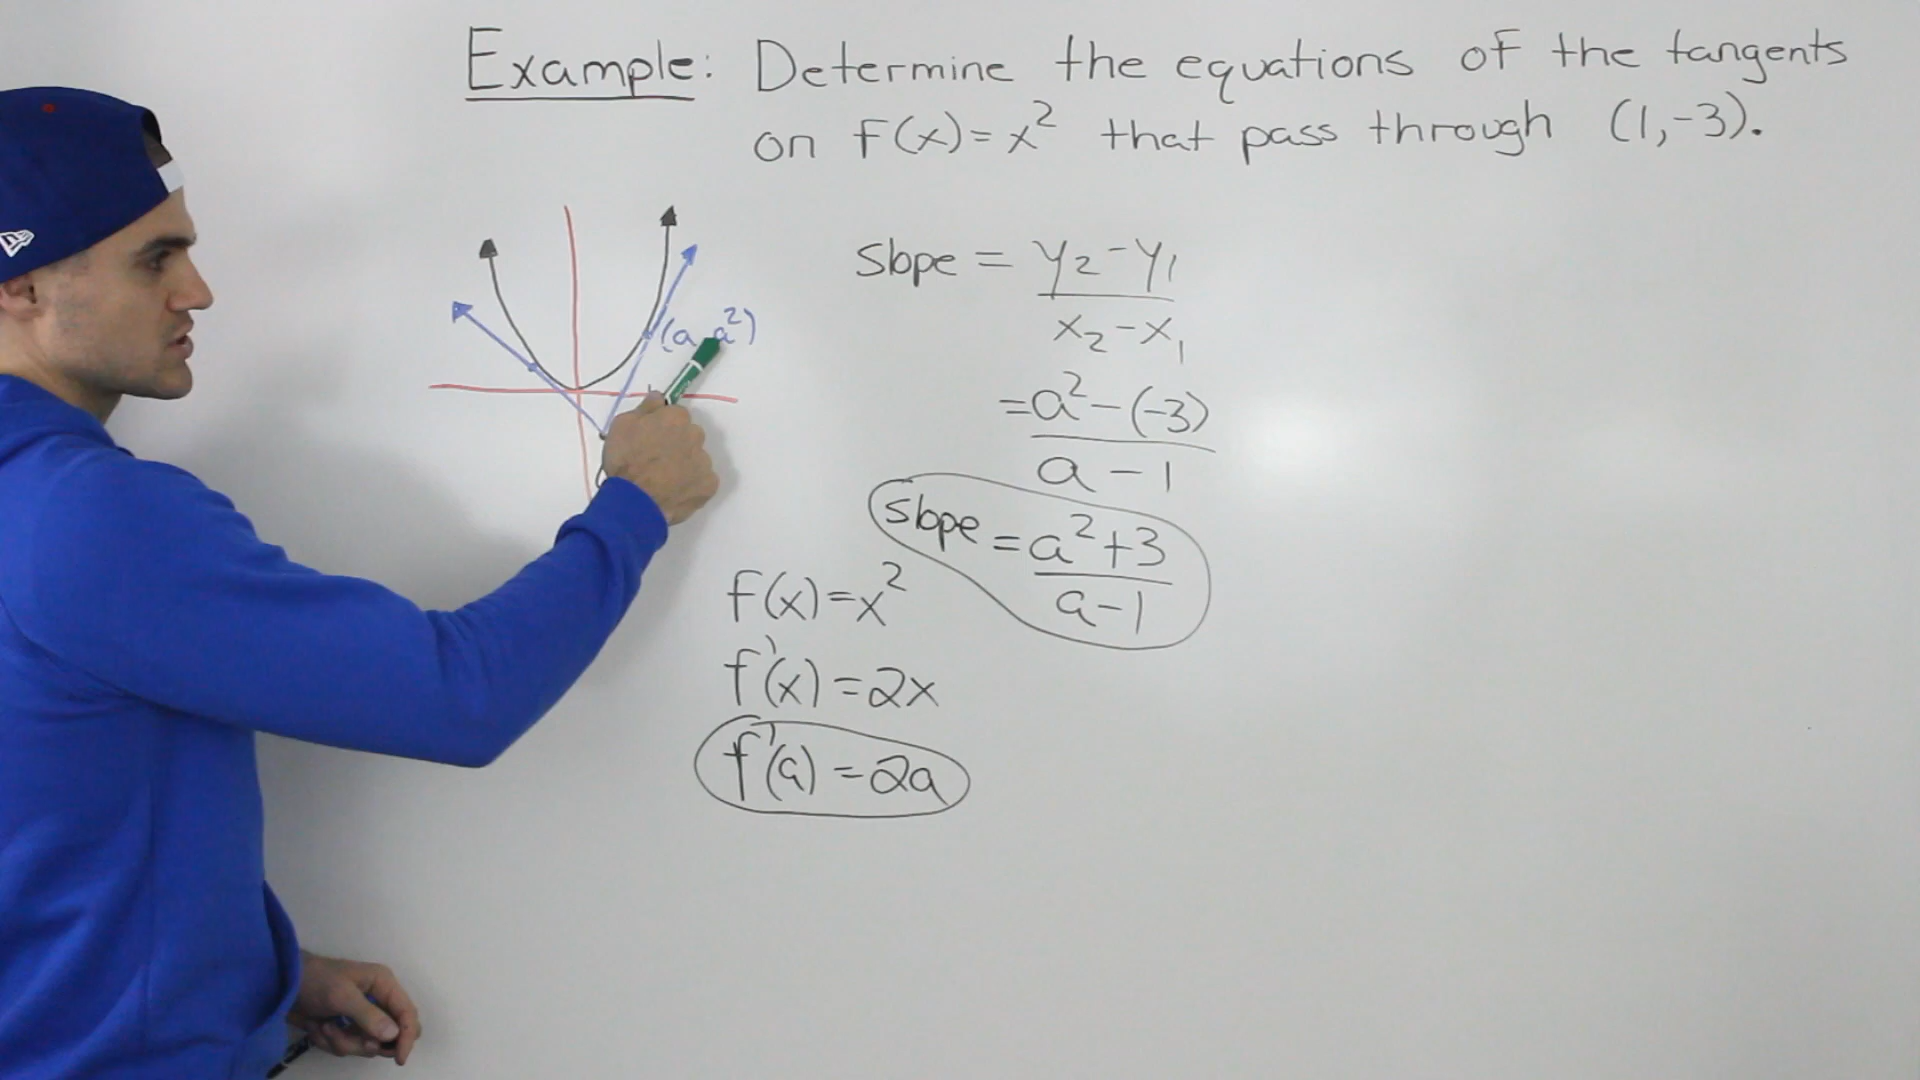 Example: Determine the equations of the tangents
on f(x)=x² that pass through (1,-3).
(a, a²)
slope = y₂-y₁
x₂-x₁
=a²-(-3)
a-1
slope =a²+3
a-1
f(x)=x²
f'(x)=2x
f'(a)=2a